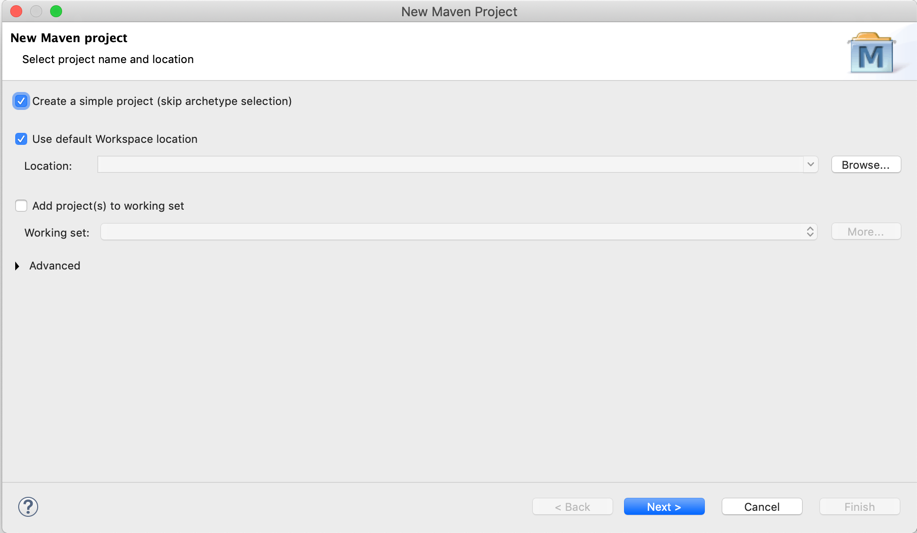 New Maven Project
New Maven project
Select project name and location
M
Create a simple project (skip archetype selection)
Use default Workspace location
Location:
Browse...
Add project(s) to working set
Working set:
More...
Advanced
?
< Back
Next >
Cancel
Finish